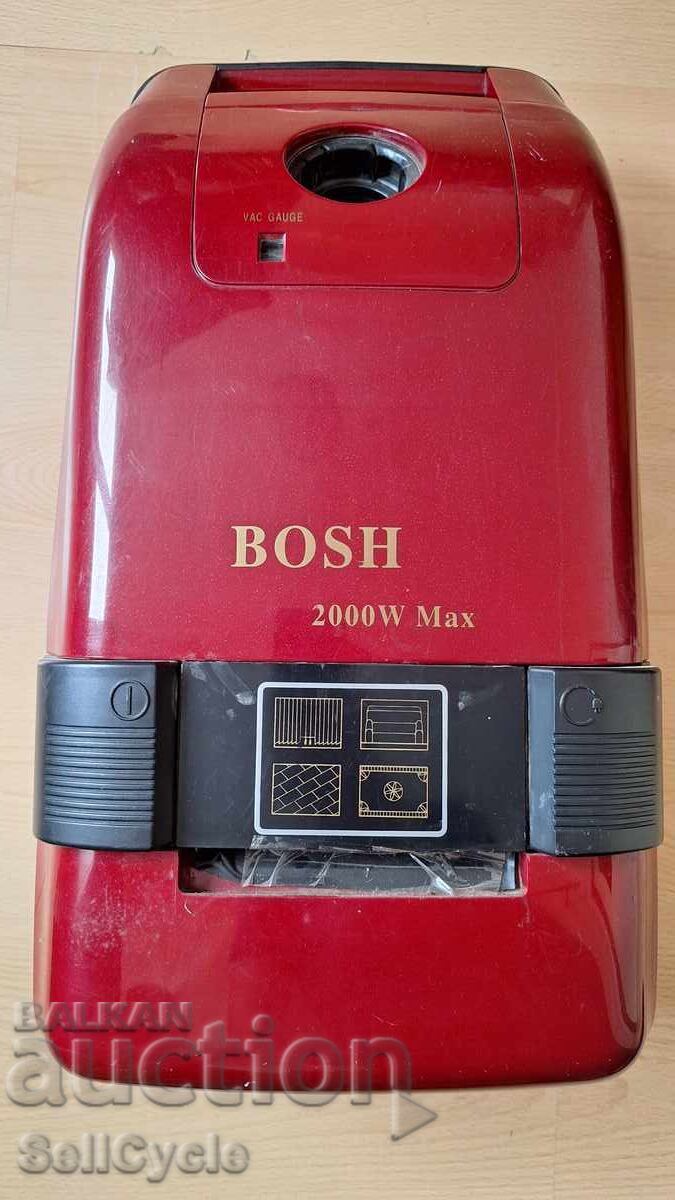 VAC GAUGE
BOSH
2000W Max
BALKAN
auction
SellCycle